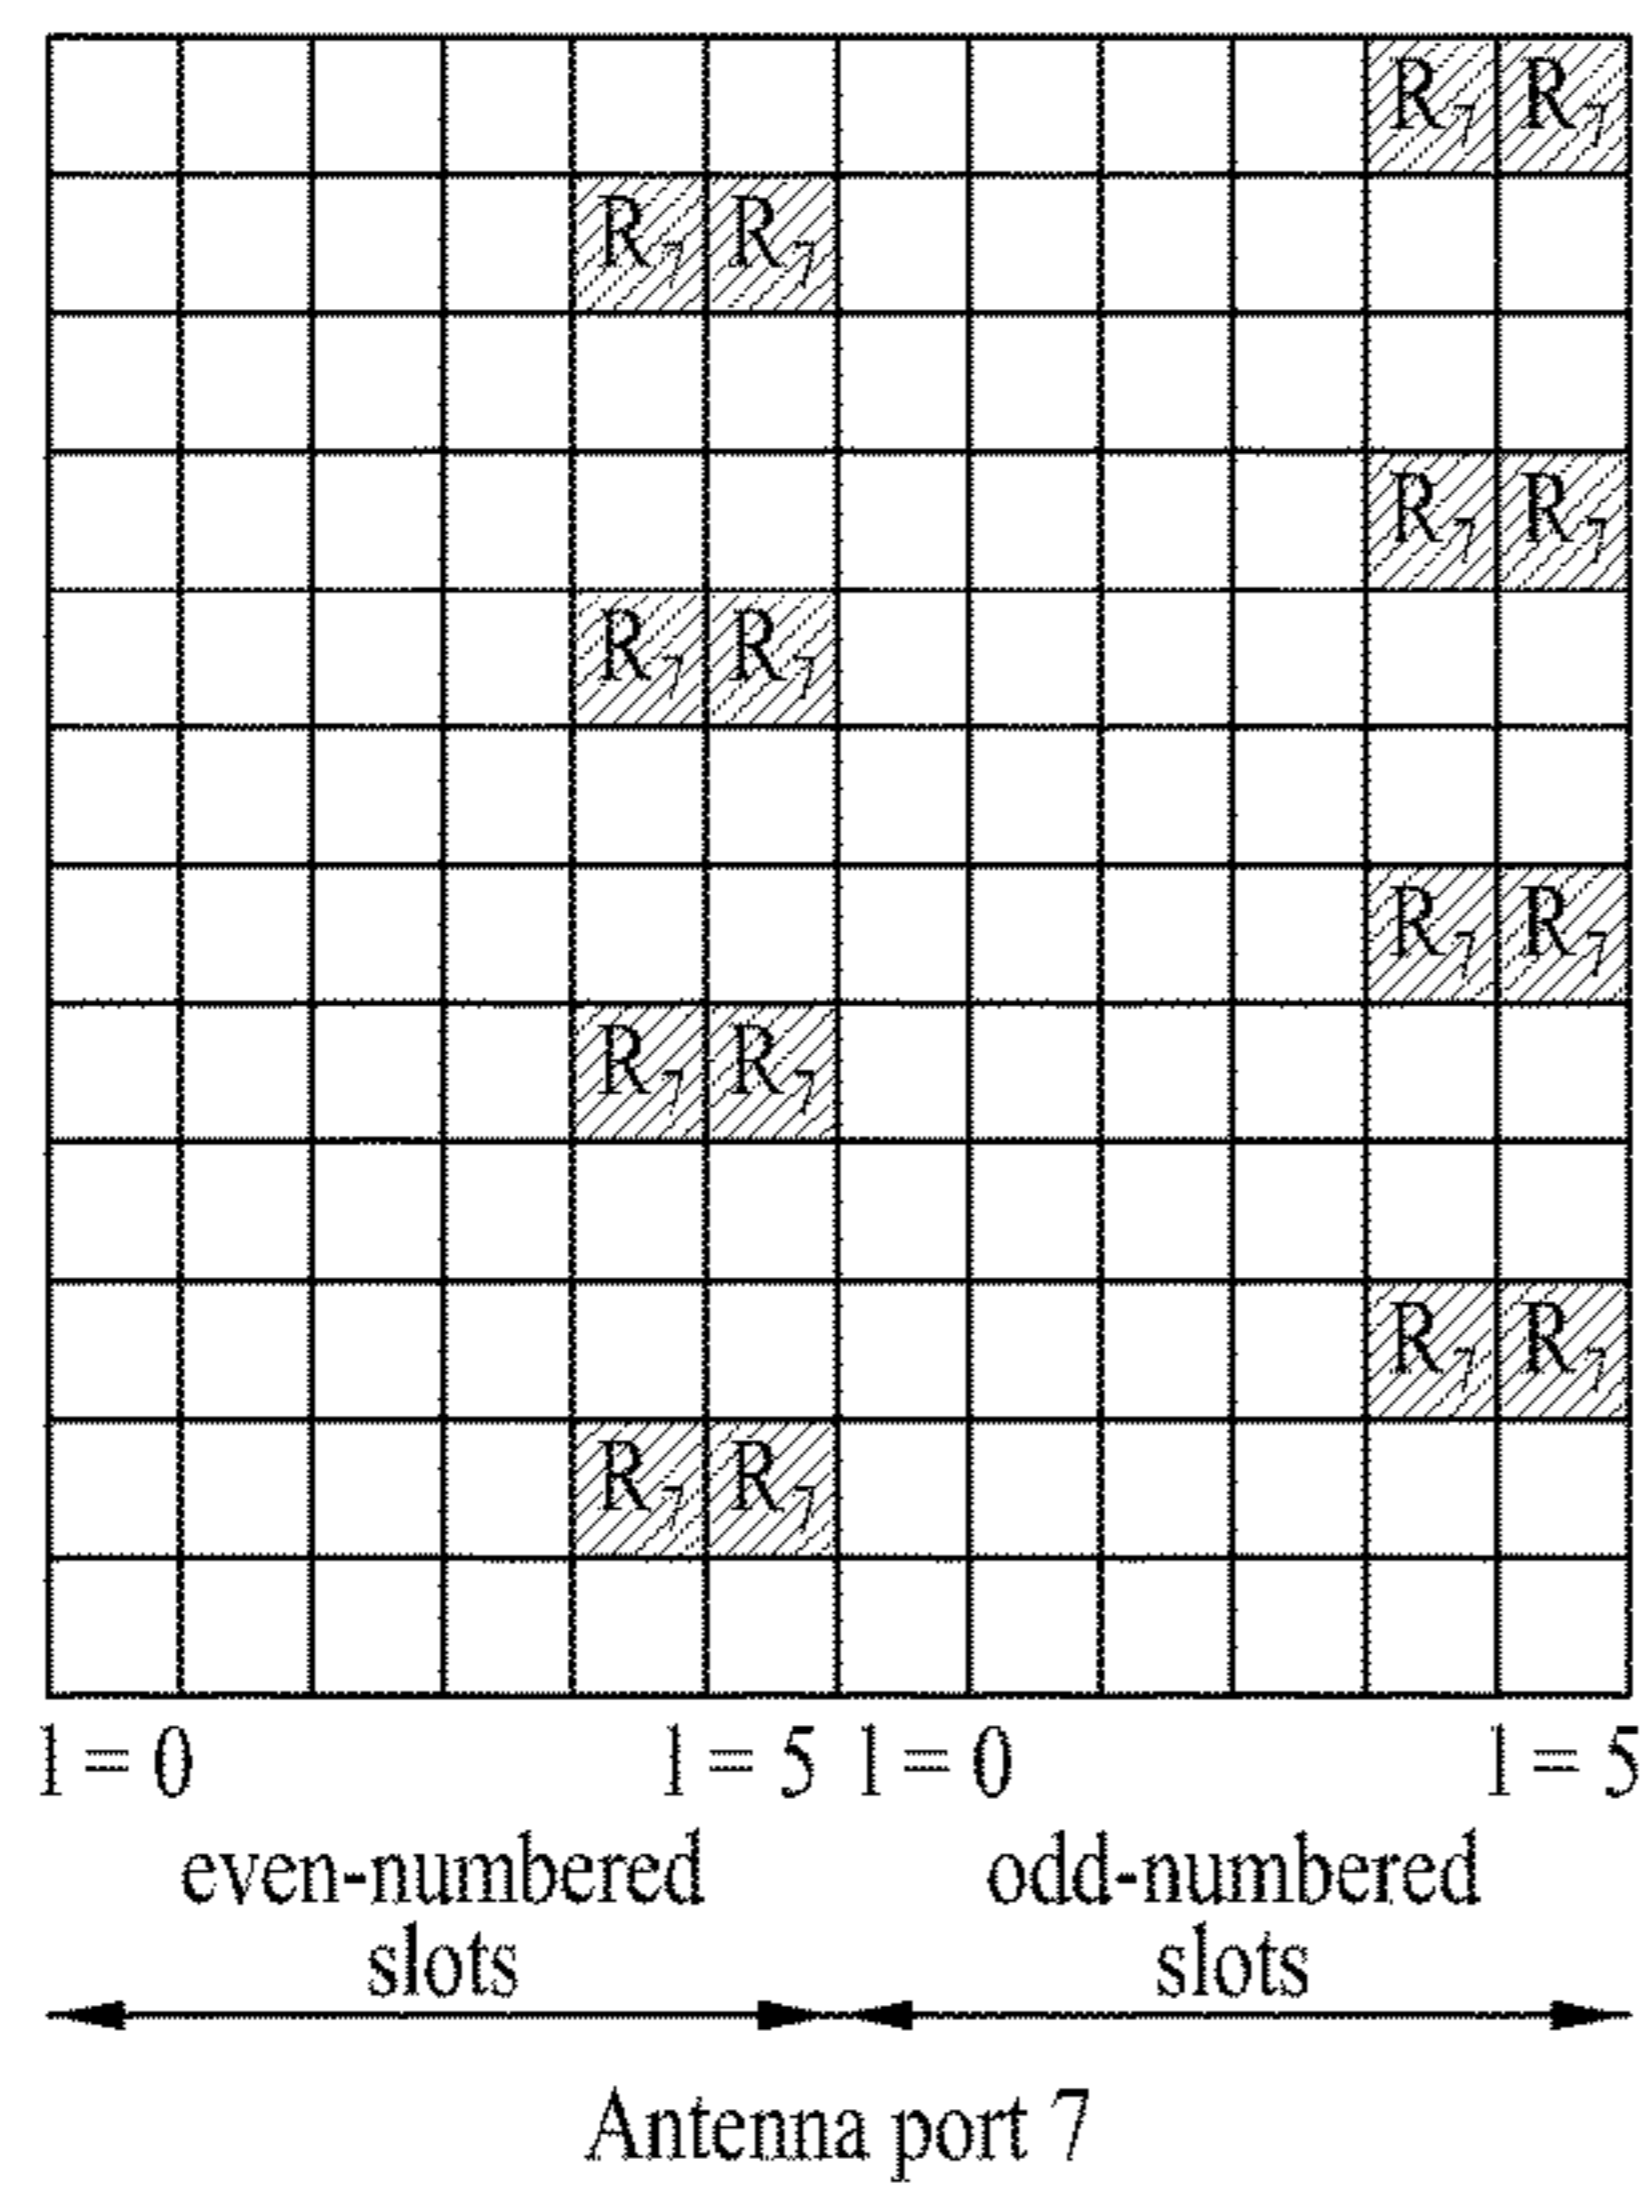 R7 R7
R7 R7
R7 R7
R7 R7
R7 R7
R7 R7
R7 R7
R7 R7
l = 0 l = 5 l = 0 l = 5
even-numbered slots
odd-numbered slots
Antenna port 7